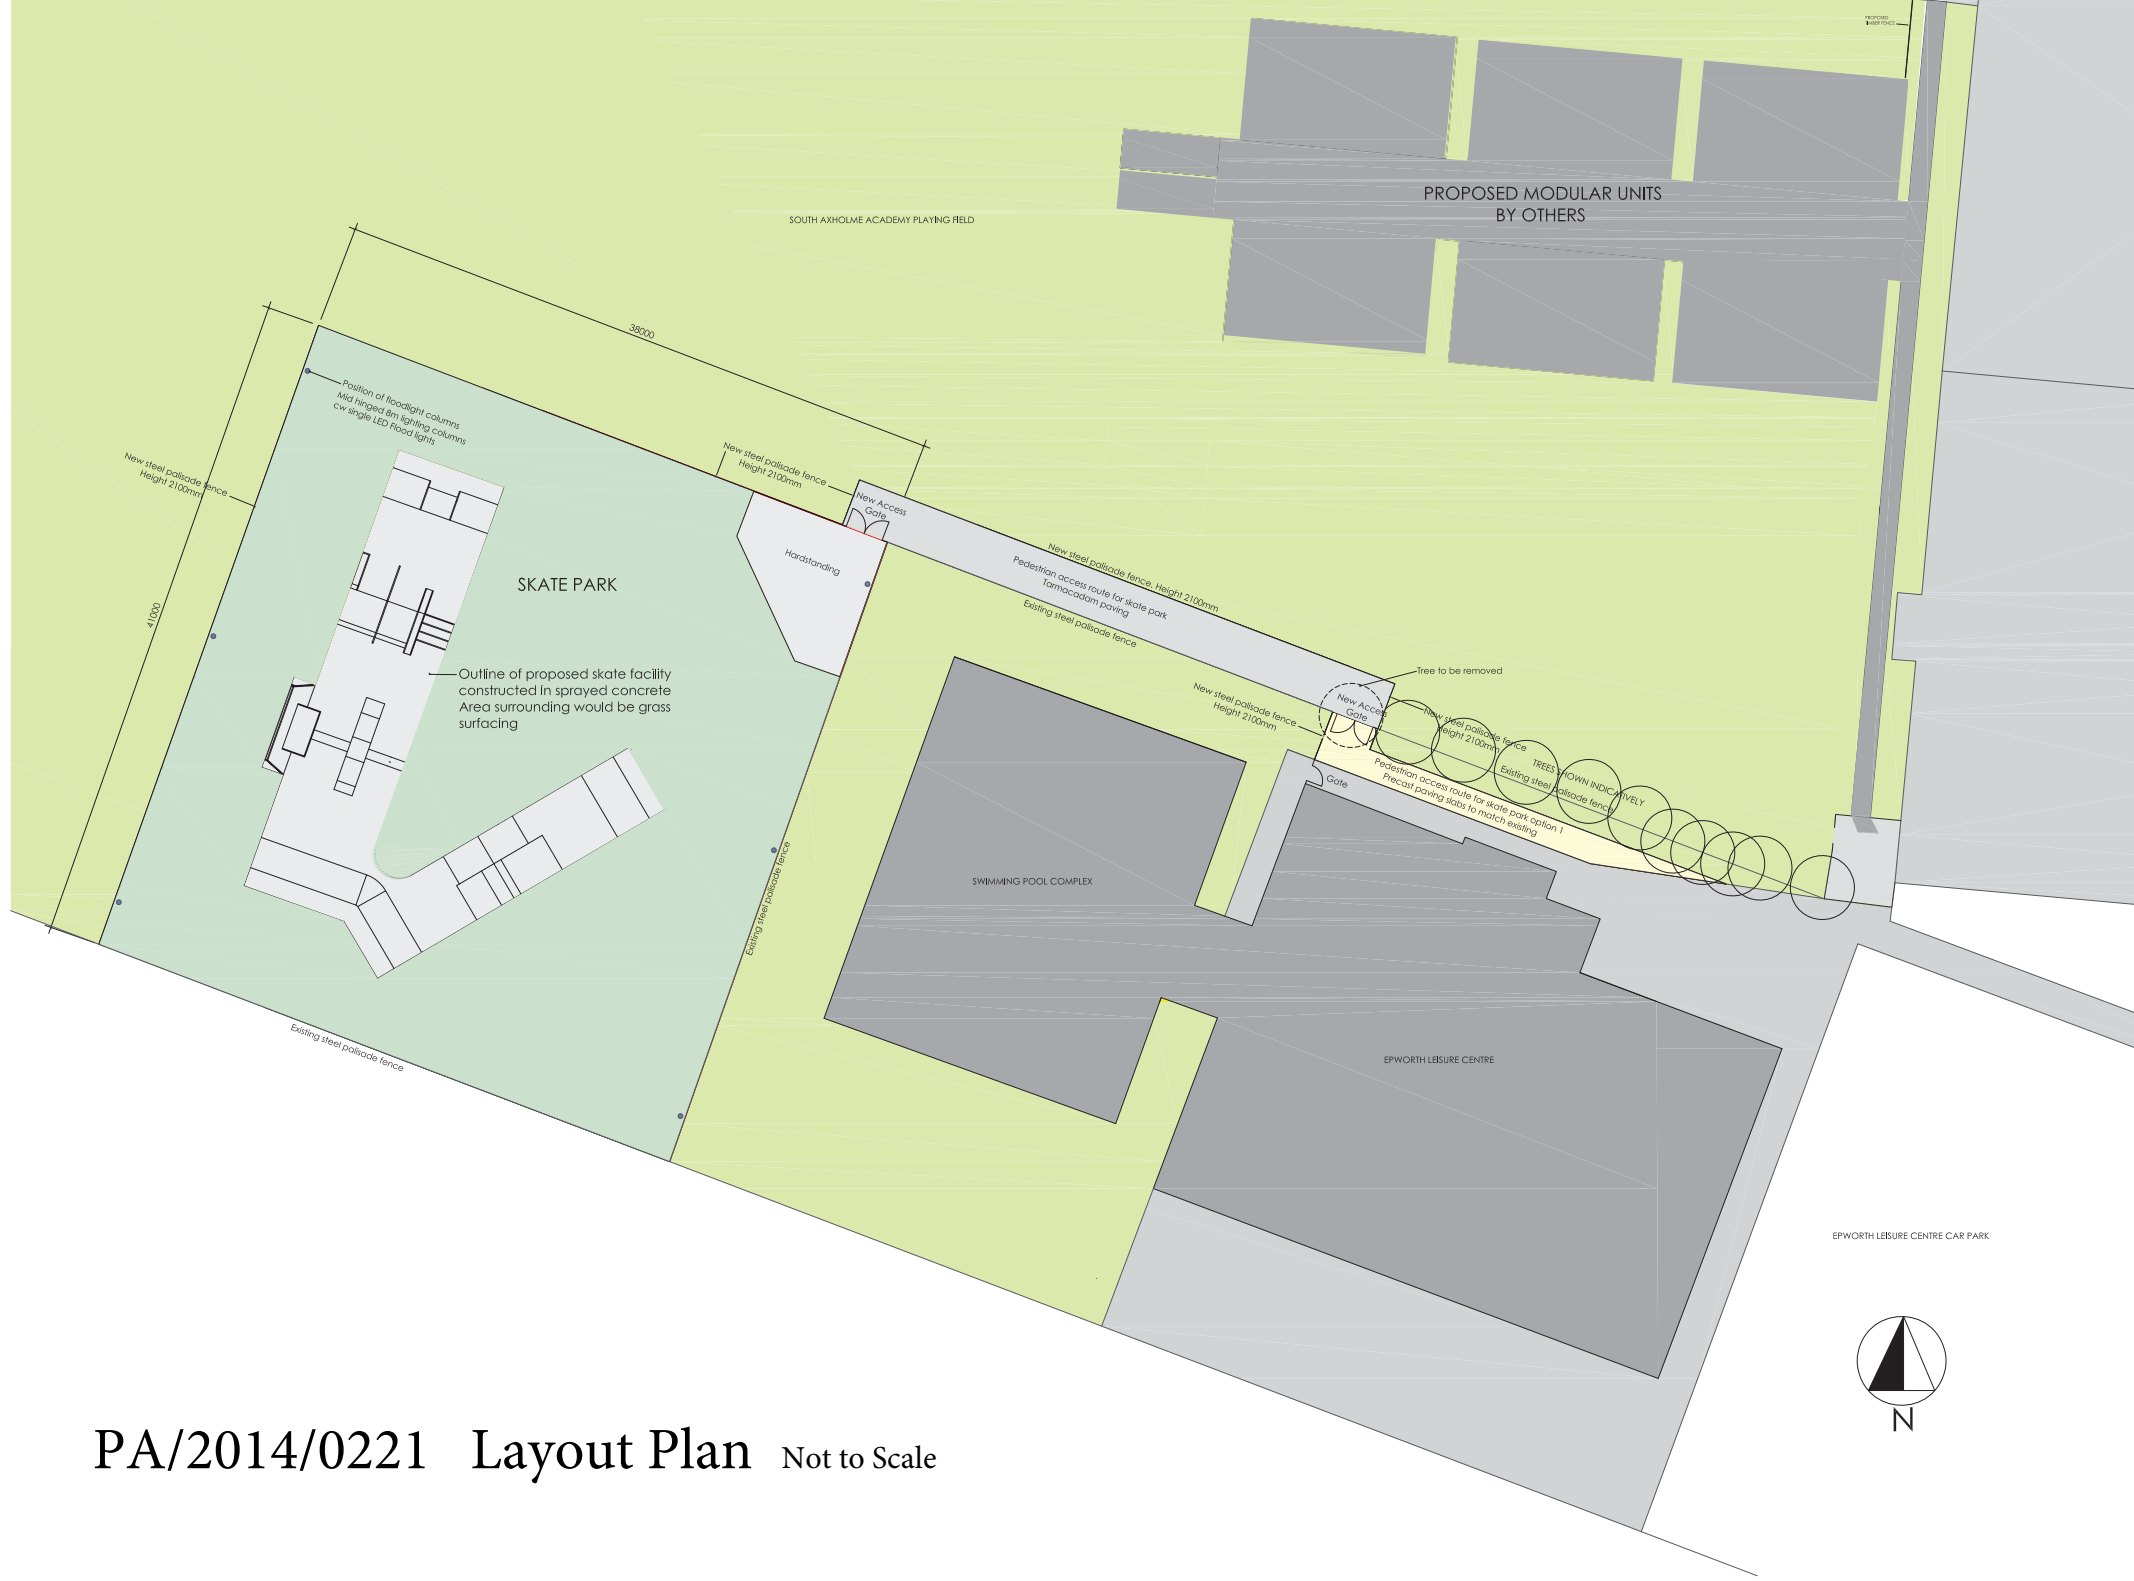 PROPOSED
TIMBER FENCE
PROPOSED MODULAR UNITS
BY OTHERS
SOUTH AXHOLME ACADEMY PLAYING FIELD
38000
Position of floodlight columns
Mid hinged 8m lighting columns
cw single LED Flood lights
New steel palisade fence
Height 2100mm
New steel palisade fence
Height 2100mm
New Access
Gate
Hardstanding
SKATE PARK
41000
New steel palisade fence, Height 2100mm
Pedestrian access route for skate park
Tarmacadam paving
Existing steel palisade fence
Outline of proposed skate facility
constructed in sprayed concrete
Area surrounding would be grass
surfacing
Tree to be removed
New steel palisade fence
Height 2100mm
New Access
Gate
New steel palisade fence
Height 2100mm
TREES SHOWN INDICATIVELY
Existing steel palisade fence
Pedestrian access route for skate park option 1
Precast paving slabs to match existing
Gate
SWIMMING POOL COMPLEX
Existing steel palisade fence
Existing steel palisade fence
EPWORTH LEISURE CENTRE
EPWORTH LEISURE CENTRE CAR PARK
N
PA/2014/0221 Layout Plan Not to Scale